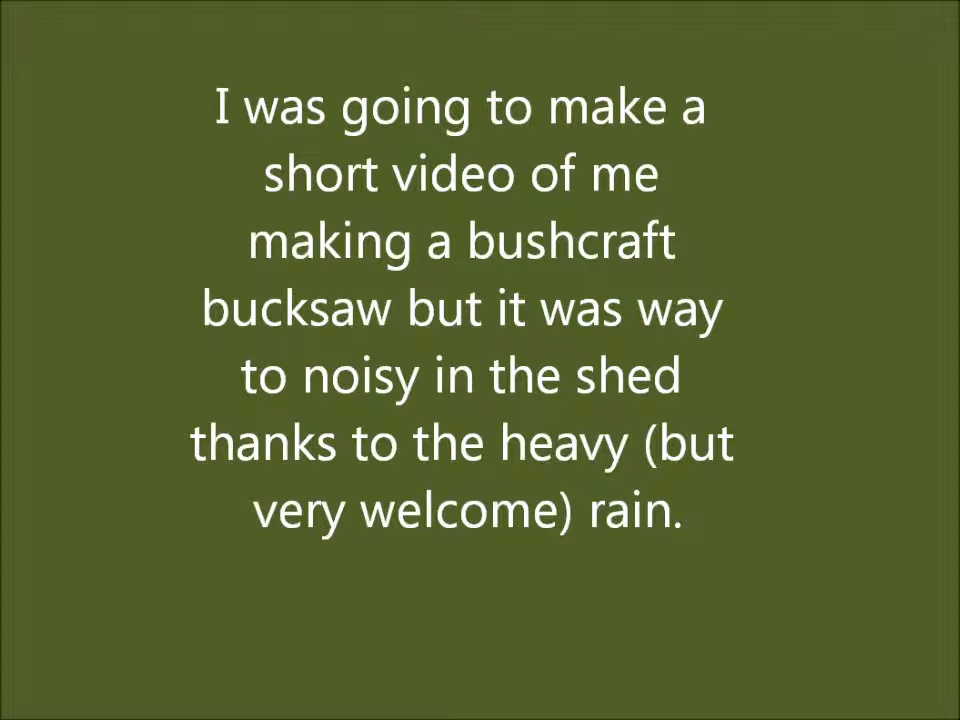 I was going to make a
short video of me
making a bushcraft
bucksaw but it was way
to noisy in the shed
thanks to the heavy (but
very welcome) rain.